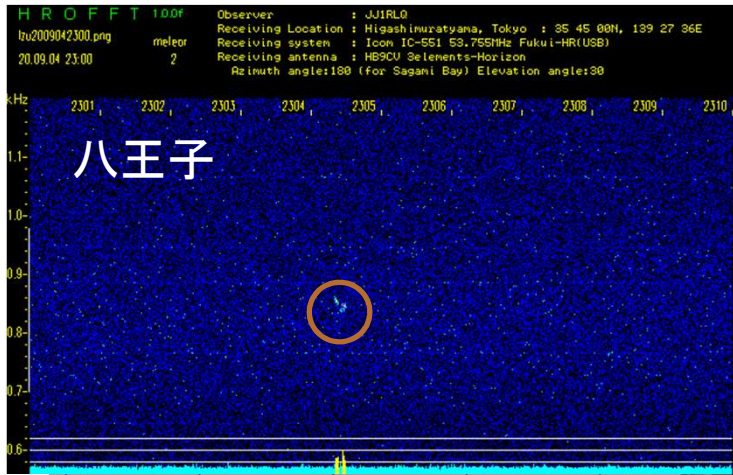 H R O F F T 1.0.0f
Izu2009042300.png meteor
20.09.04 23:00 2
Observer : JJ1RLQ
Receiving Location : Higashimuratyama, Tokyo : 35 45 00N, 139 27 36E
Receiving system : Icom IC-551 53.755MHz Fukui-HR(USB)
Receiving antenna : HB9CV 3elements-Horizon
Azimuth angle:180 (for Sagami Bay) Elevation angle:30
kHz 2301 2302 2303 2304 2305 2306 2307 2308 2309 2310
八王子
1.1
1.0
0.9
0.8
0.7
0.6